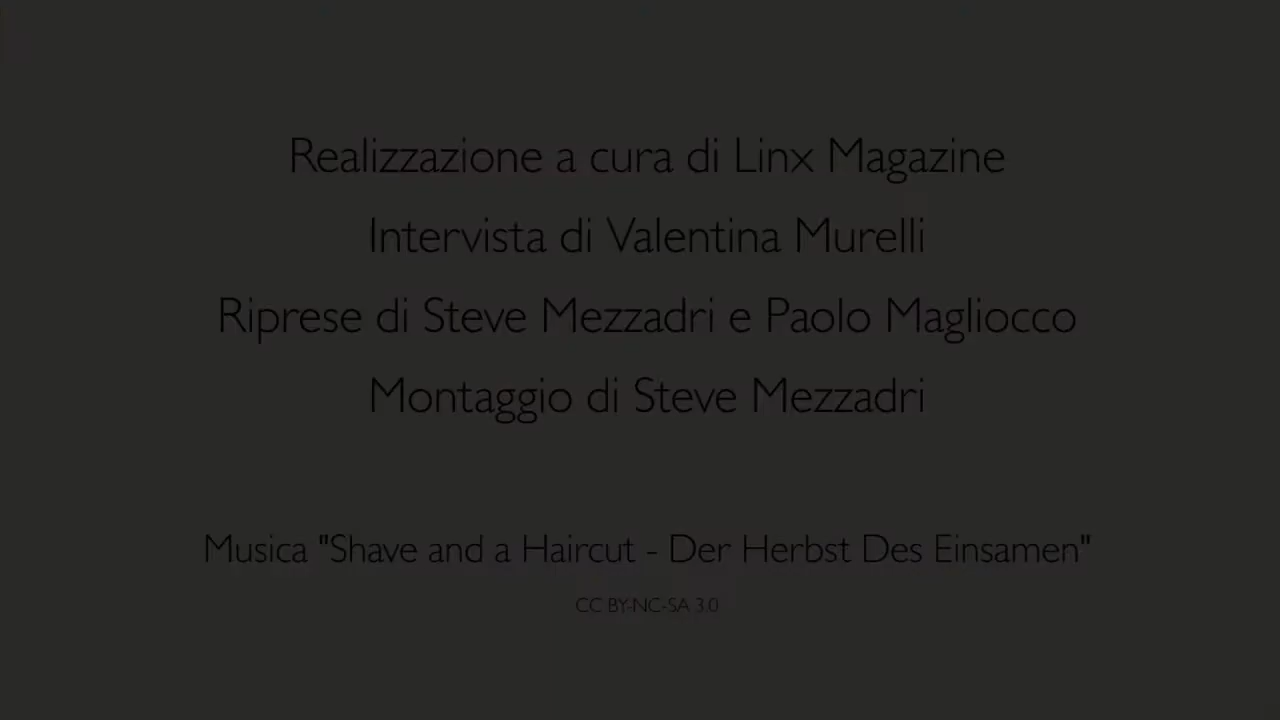 Realizzazione a cura di Linx Magazine
Intervista di Valentina Murelli
Riprese di Steve Mezzadri e Paolo Magliocco
Montaggio di Steve Mezzadri
Musica "Shave and a Haircut - Der Herbst Des Einsamen"
CC BY-NC-SA 3.0